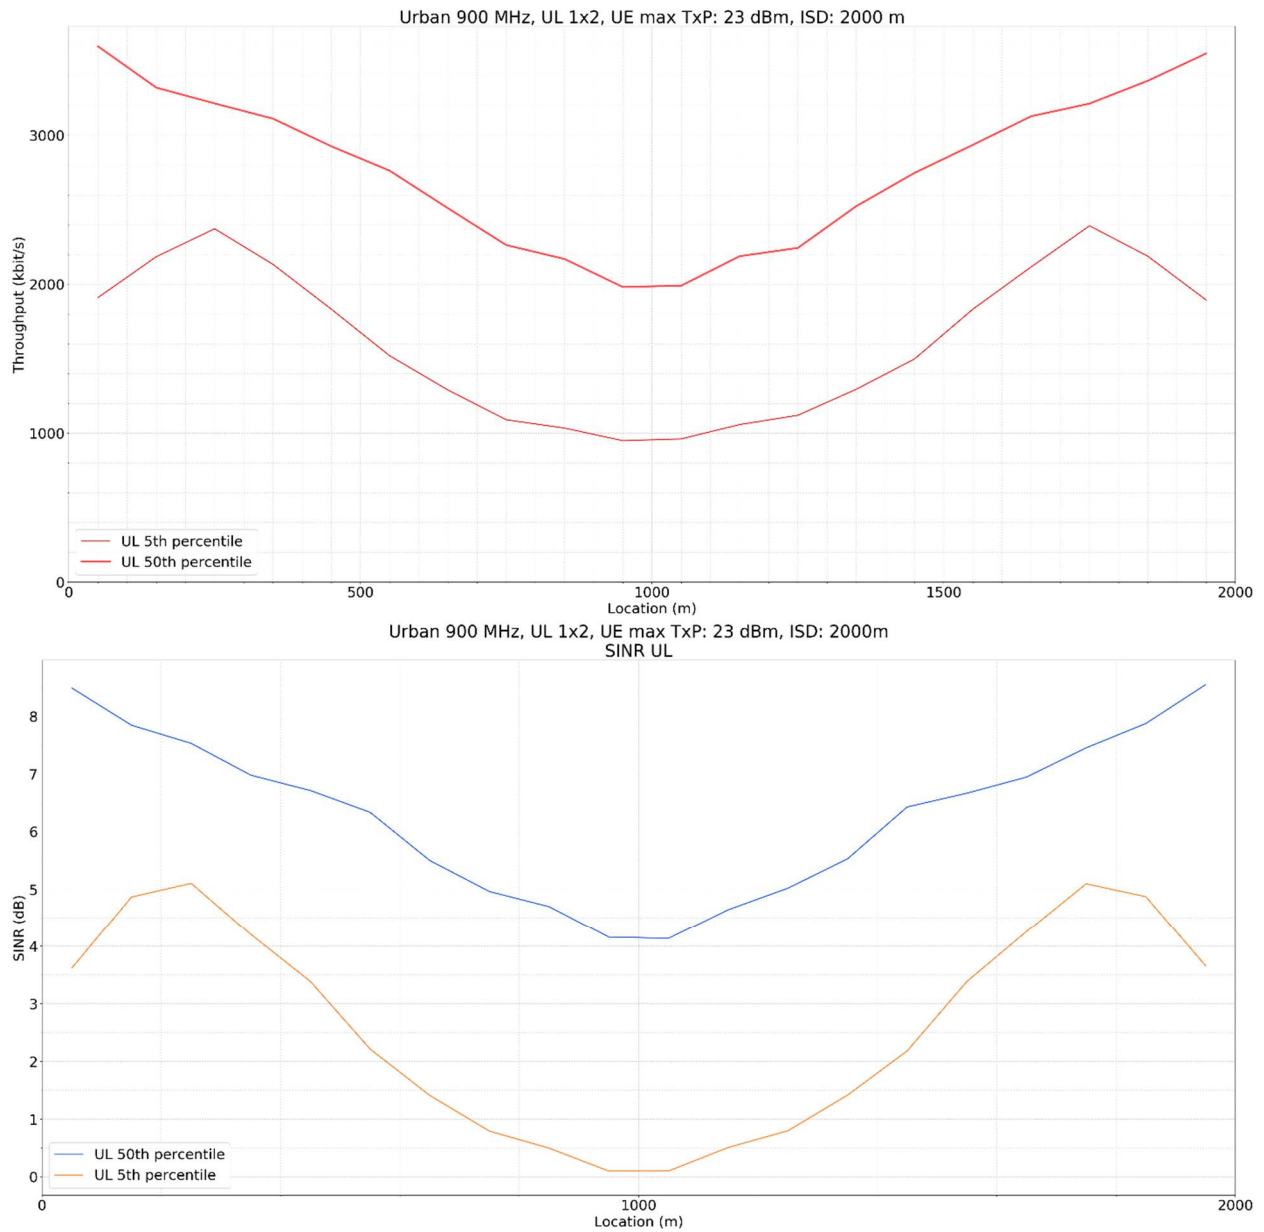 Urban 900 MHz, UL 1x2, UE max TxP: 23 dBm, ISD: 2000 m
3000
2000
1000
0
Throughput (kbit/s)
UL 5th percentile
UL 50th percentile
0 500 1000 1500 2000
Location (m)
Urban 900 MHz, UL 1x2, UE max TxP: 23 dBm, ISD: 2000m
SINR UL
8
7
6
5
4
3
2
1
0
SINR (dB)
UL 50th percentile
UL 5th percentile
0 1000 2000
Location (m)